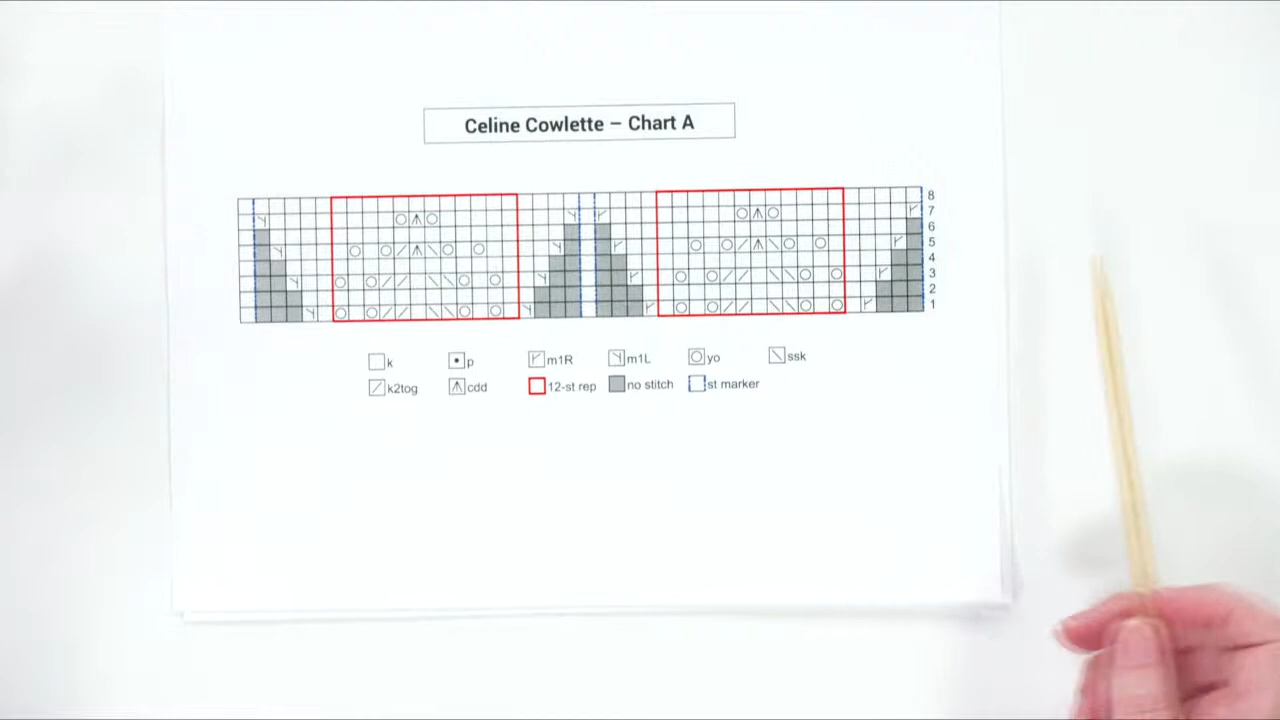 Celine Cowlette – Chart A
8
7
6
5
4
3
2
1
k p m1R m1L yo ssk
k2tog cdd 12-st rep no stitch st marker